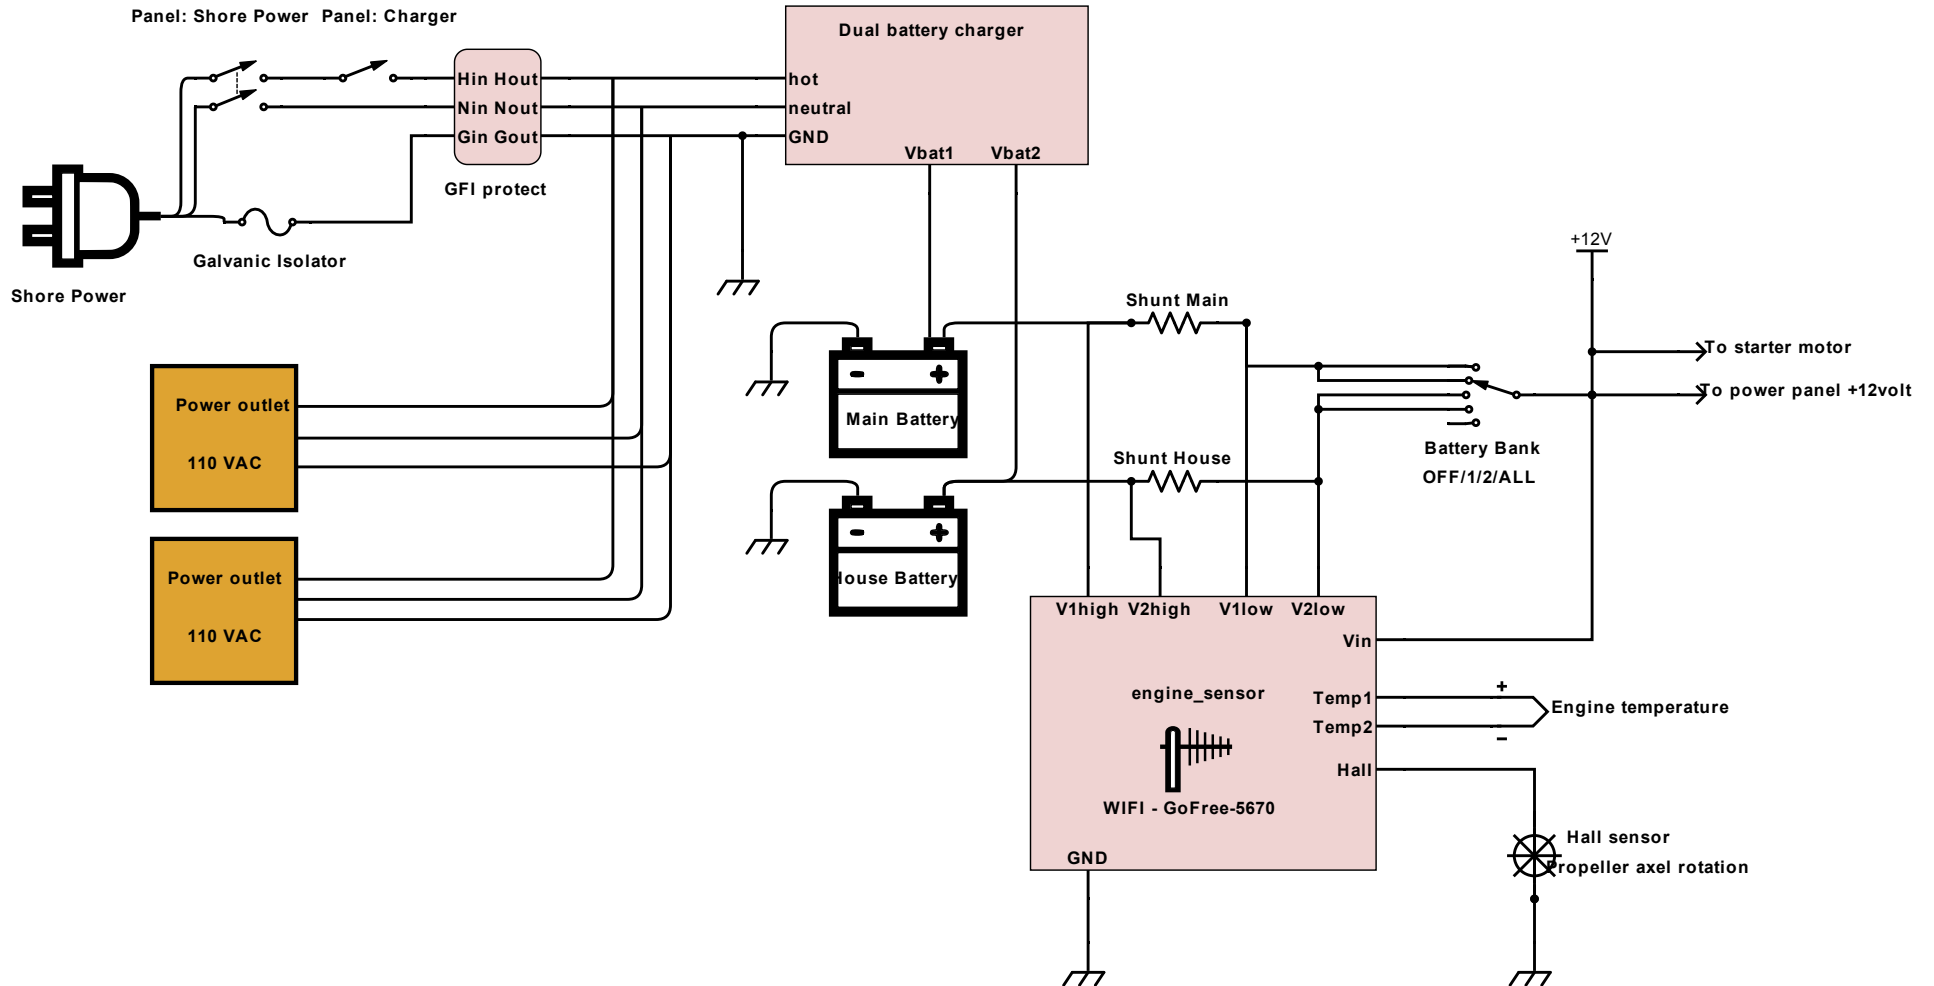 Panel: Shore Power Panel: Charger
Dual battery charger
Hin Hout
Nin Nout
Gin Gout
hot
neutral
GND
Vbat1 Vbat2
GFI protect
Galvanic Isolator
Shore Power
+12V
Shunt Main
To starter motor
To power panel +12volt
Power outlet
110 VAC
- +
Main Battery
Battery Bank
OFF/1/2/ALL
Shunt House
- +
House Battery
Power outlet
110 VAC
V1high V2high V1low V2low
Vin
engine_sensor
Temp1
Temp2
+
Engine temperature
-
Hall
WIFI - GoFree-5670
GND
Hall sensor
Propeller axel rotation